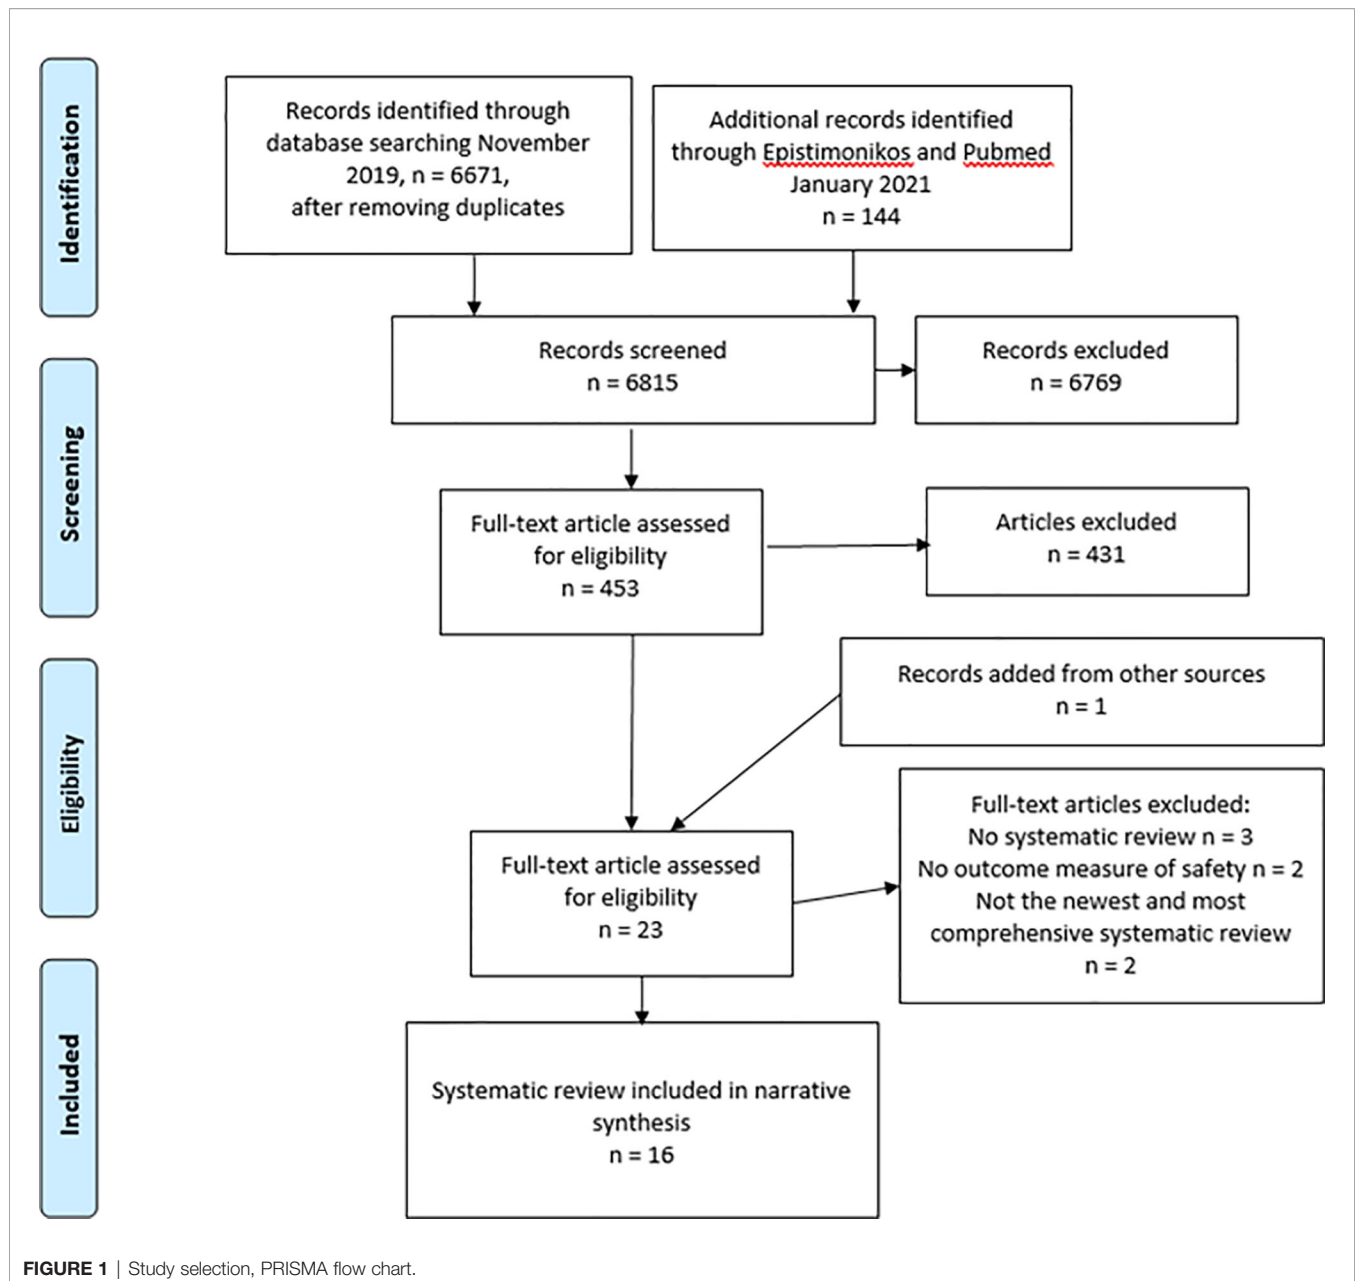 Identification
Records identified through
database searching November
2019, n = 6671,
after removing duplicates
Additional records identified
through Epistimonikos and Pubmed
January 2021
n = 144
Screening
Records screened
n = 6815
Records excluded
n = 6769
Full-text article assessed
for eligibility
n = 453
Articles excluded
n = 431
Eligibility
Records added from other sources
n = 1
Full-text article assessed
for eligibility
n = 23
Full-text articles excluded:
No systematic review n = 3
No outcome measure of safety n = 2
Not the newest and most
comprehensive systematic review
n = 2
Included
Systematic review included in narrative
synthesis
n = 16
FIGURE 1 | Study selection, PRISMA flow chart.